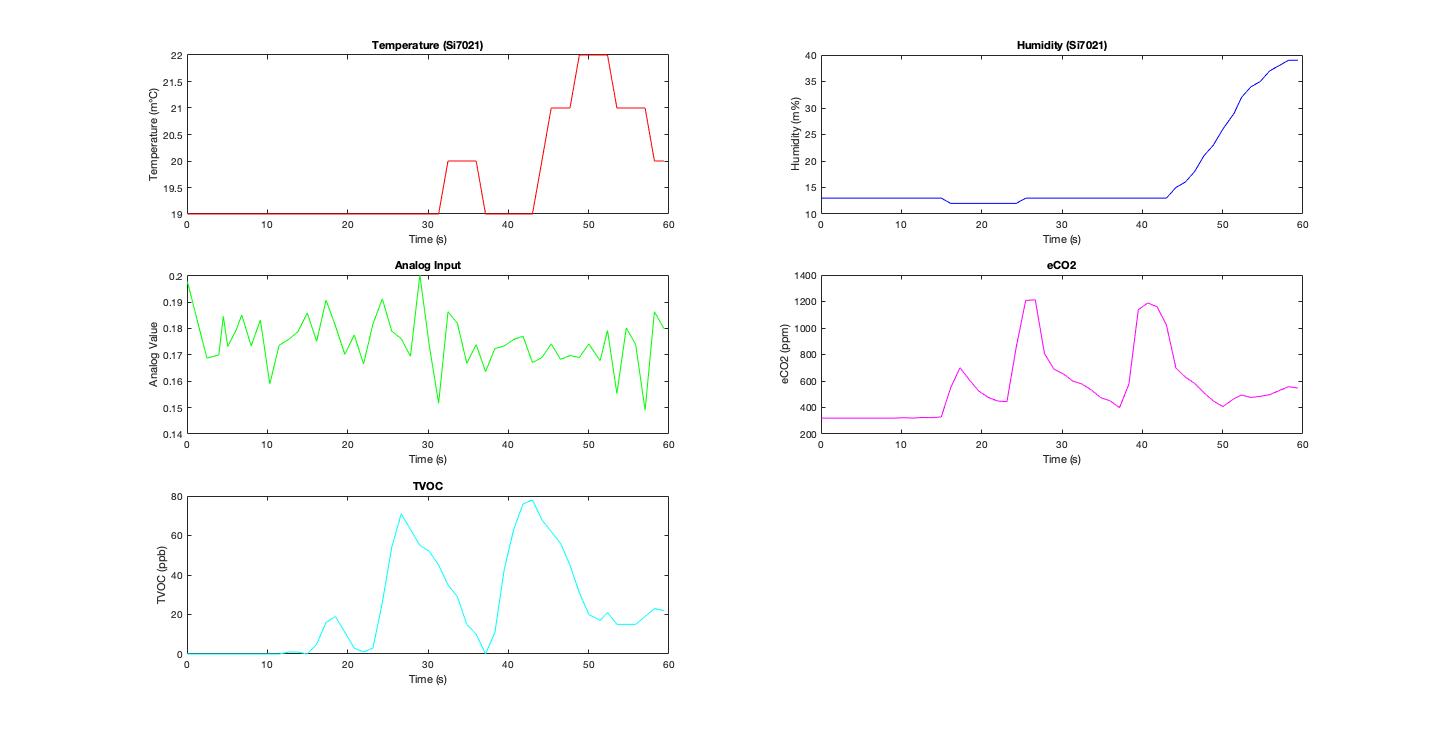 Temperature (Si7021)
22
21.5
21
20.5
20
19.5
19
Temperature (m°C)
0 10 20 30 40 50 60
Time (s)
Humidity (Si7021)
40
35
30
25
20
15
10
Humidity (m%)
0 10 20 30 40 50 60
Time (s)
Analog Input
0.2
0.19
0.18
0.17
0.16
0.15
0.14
Analog Value
0 10 20 30 40 50 60
Time (s)
eCO2
1400
1200
1000
800
600
400
200
eCO2 (ppm)
0 10 20 30 40 50 60
Time (s)
TVOC
80
60
40
20
0
TVOC (ppb)
0 10 20 30 40 50 60
Time (s)